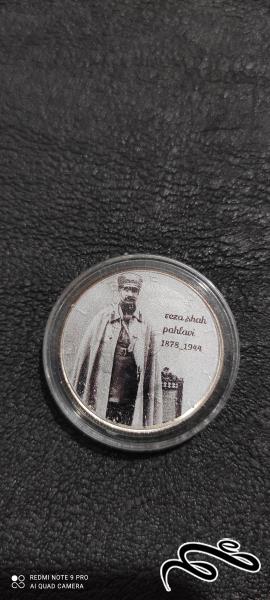 reza shah
pahlavi
1878_1944
REDMI NOTE 9 PRO
AI QUAD CAMERA